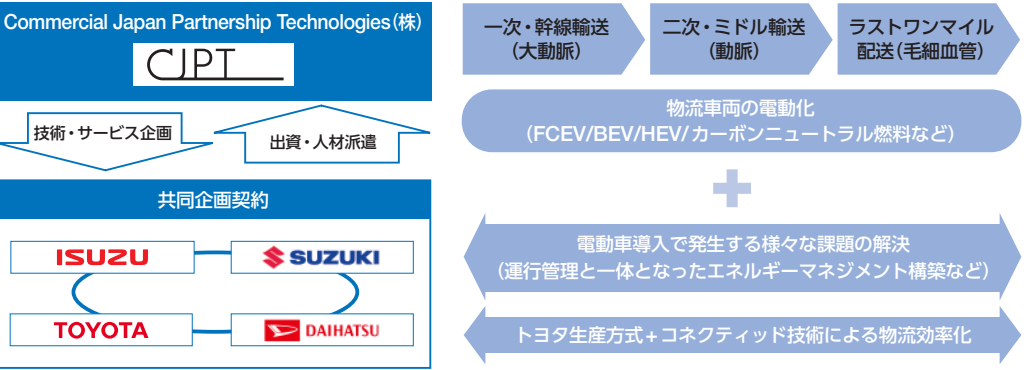 Commercial Japan Partnership Technologies(株)
CJPT
技術・サービス企画
出資・人材派遣
共同企画契約
ISUZU
SUZUKI
TOYOTA
DAIHATSU
一次・幹線輸送
(大動脈)
二次・ミドル輸送
(動脈)
ラストワンマイル
配送(毛細血管)
物流車両の電動化
(FCEV/BEV/HEV/カーボンニュートラル燃料など)
+
電動車導入で発生する様々な課題の解決
(運行管理と一体となったエネルギーマネジメント構築など)
トヨタ生産方式+コネクティッド技術による物流効率化